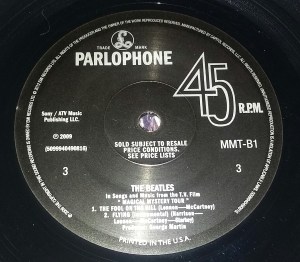 TRADE MARK
PARLOPHONE
45
R.P.M.
Sony / ATV Music
Publishing LLC.
℗ 2009
(5099940490816)
SOLD SUBJECT TO RESALE
PRICE CONDITIONS,
SEE PRICE LISTS
MMT-B1
3
3
THE BEATLES
in Songs and Music from the T.V. Film
"MAGICAL MYSTERY TOUR"
1. THE FOOL ON THE HILL (Lennon—McCartney)
2. FLYING (Instrumental) (Harrison—
Lennon—McCartney—Starkey)
Producer George Martin
PRINTED IN THE U.S.A.